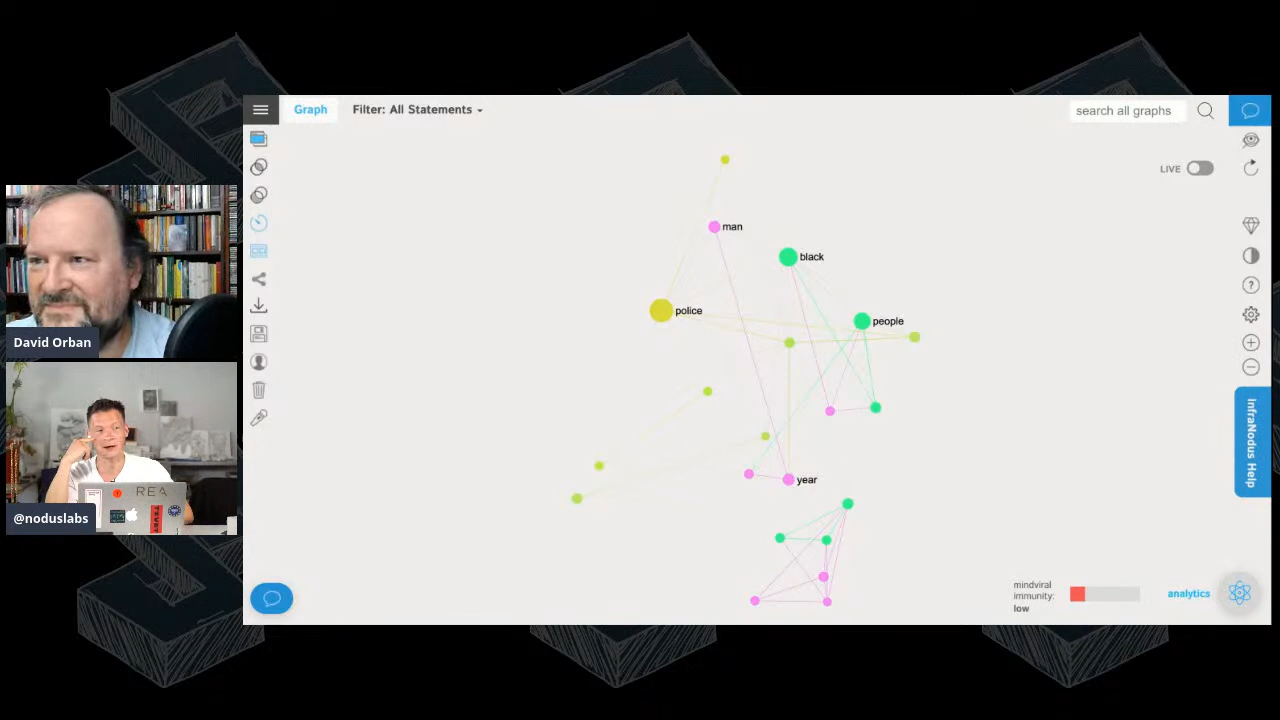 Graph
Filter: All Statements
search all graphs
LIVE
man
black
police
people
year
David Orban
REA
@noduslabs
InfraNodus Help
mindviral
immunity:
low
analytics